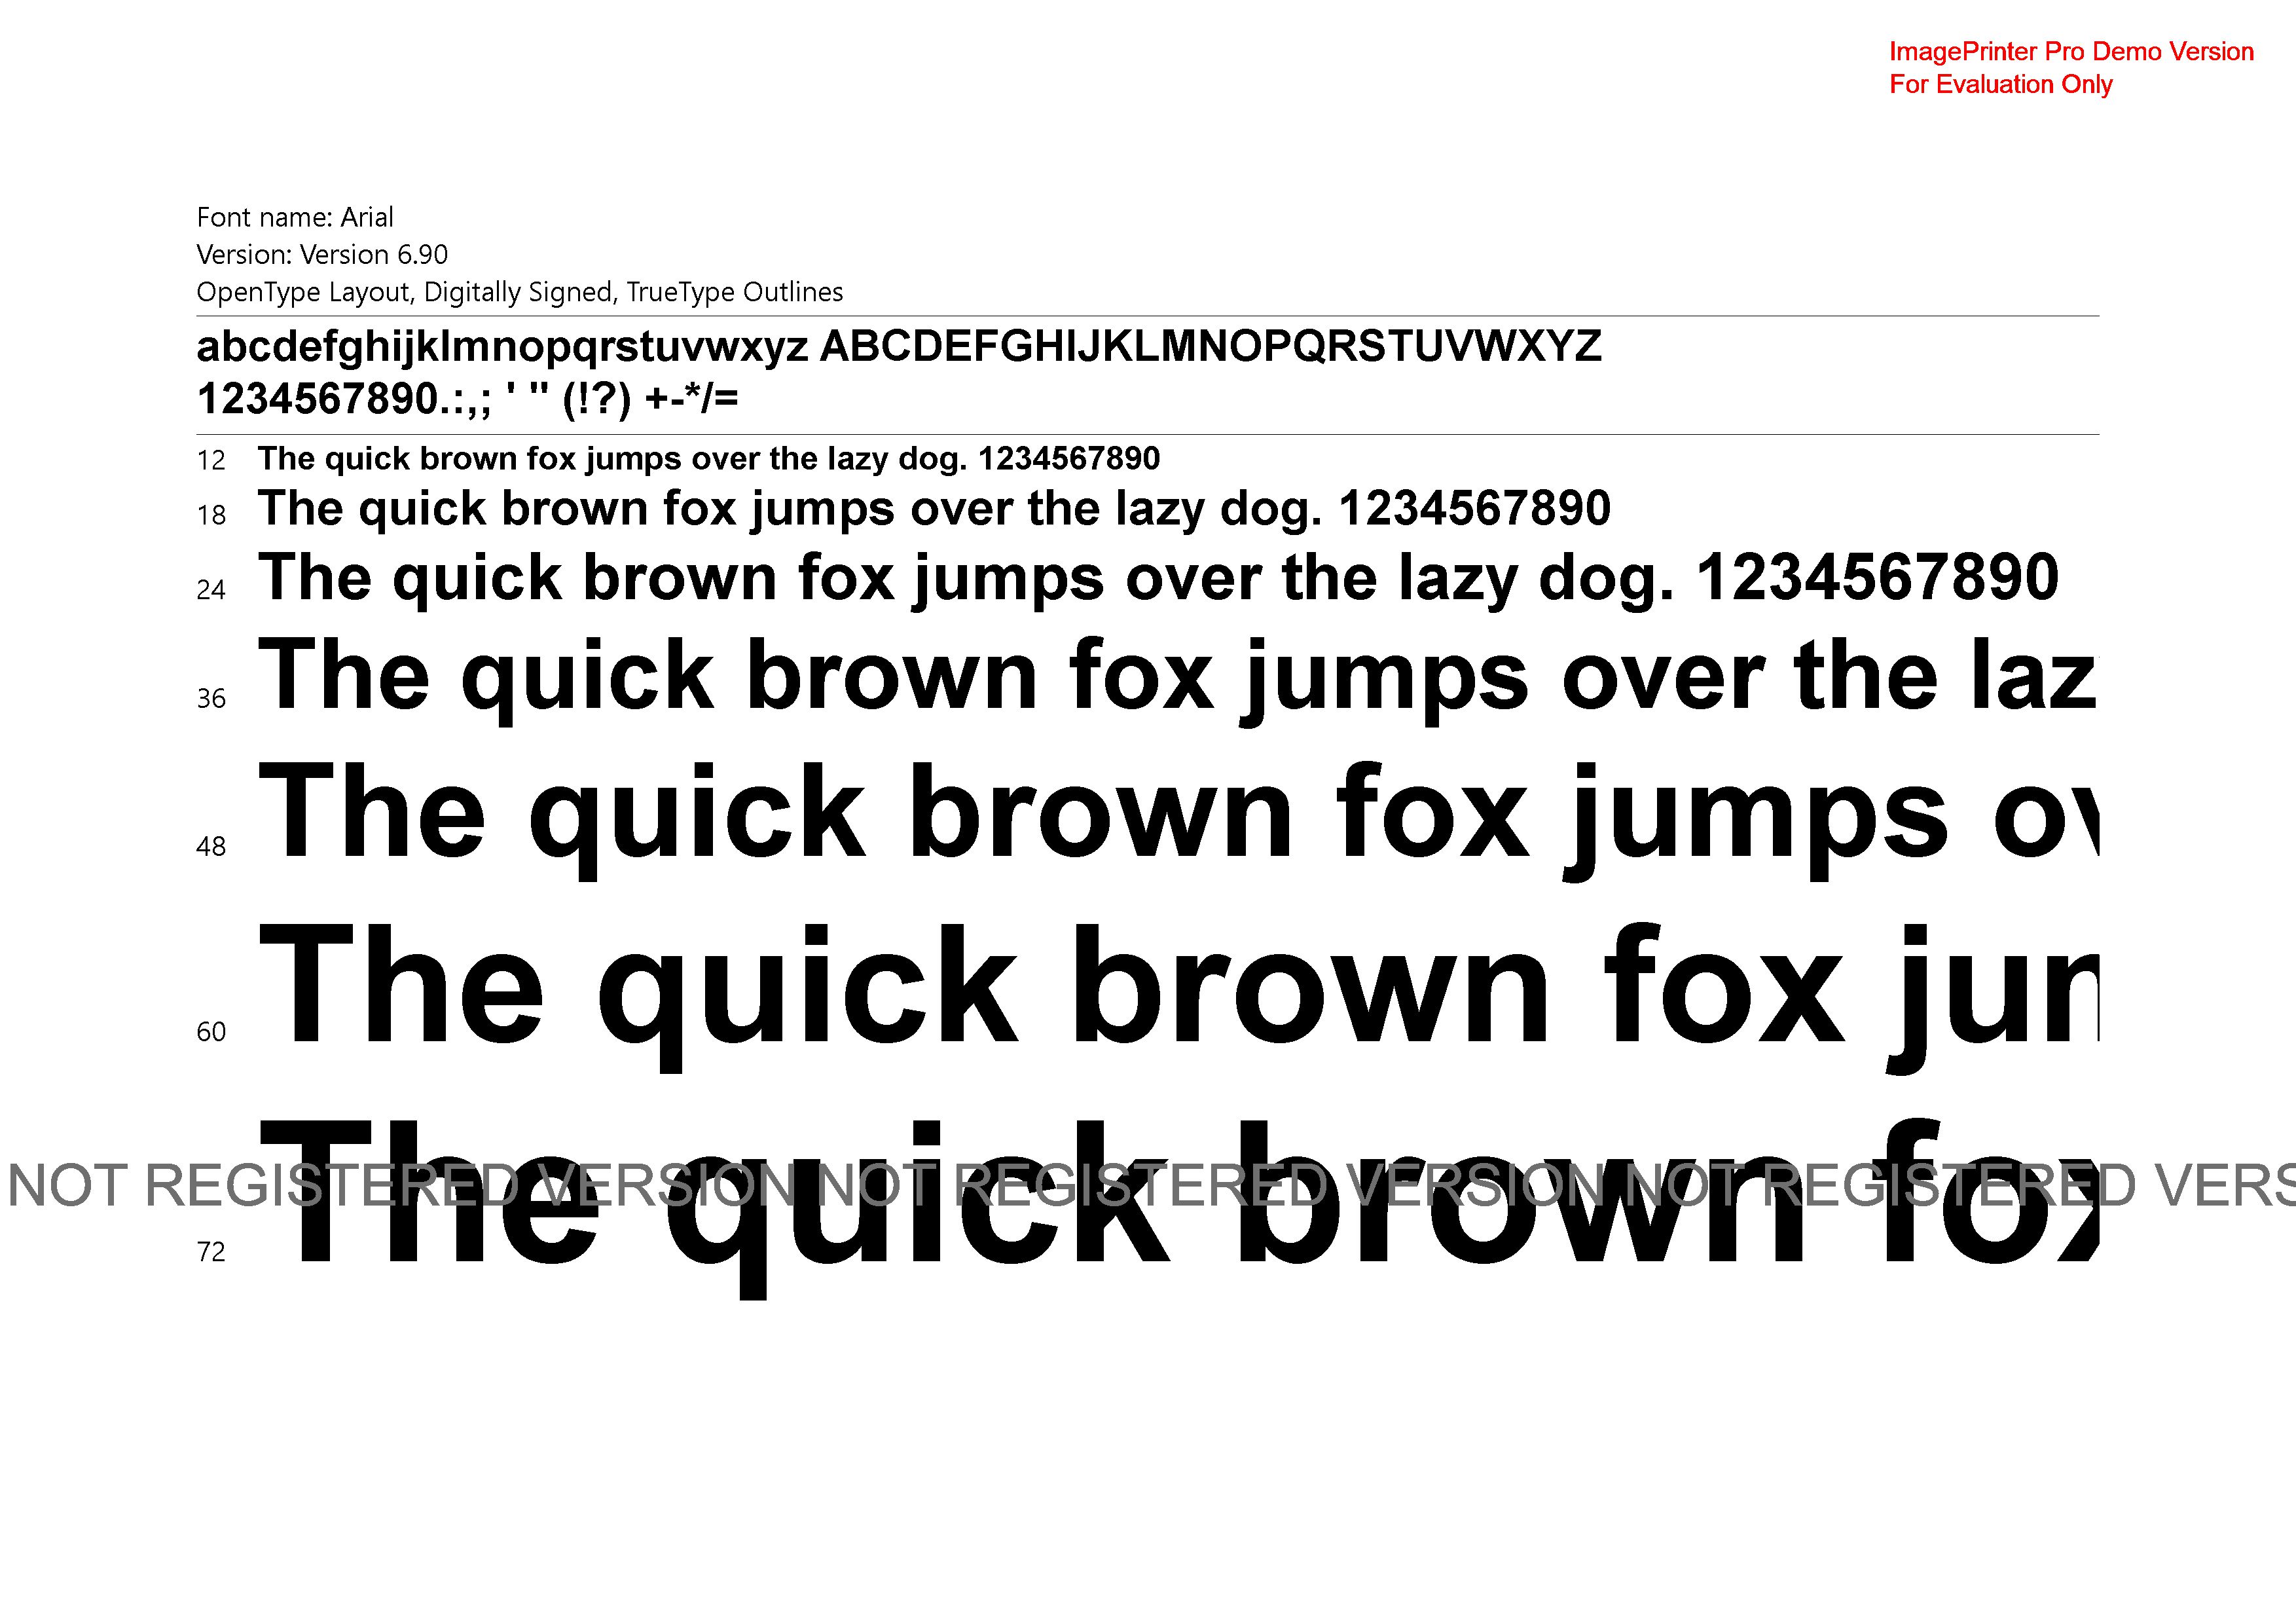 ImagePrinter Pro Demo Version
For Evaluation Only
Font name: Arial
Version: Version 6.90
OpenType Layout, Digitally Signed, TrueType Outlines
abcdefghijklmnopqrstuvwxyz ABCDEFGHIJKLMNOPQRSTUVWXYZ
1234567890.:,; ' " (!?) +-*/=
12 The quick brown fox jumps over the lazy dog. 1234567890
18 The quick brown fox jumps over the lazy dog. 1234567890
24 The quick brown fox jumps over the lazy dog. 1234567890
36 The quick brown fox jumps over the laz
48 The quick brown fox jumps ov
60 The quick brown fox jun
72 The quick brown fox
NOT REGISTERED VERSION NOT REGISTERED VERSION NOT REGISTERED VERS